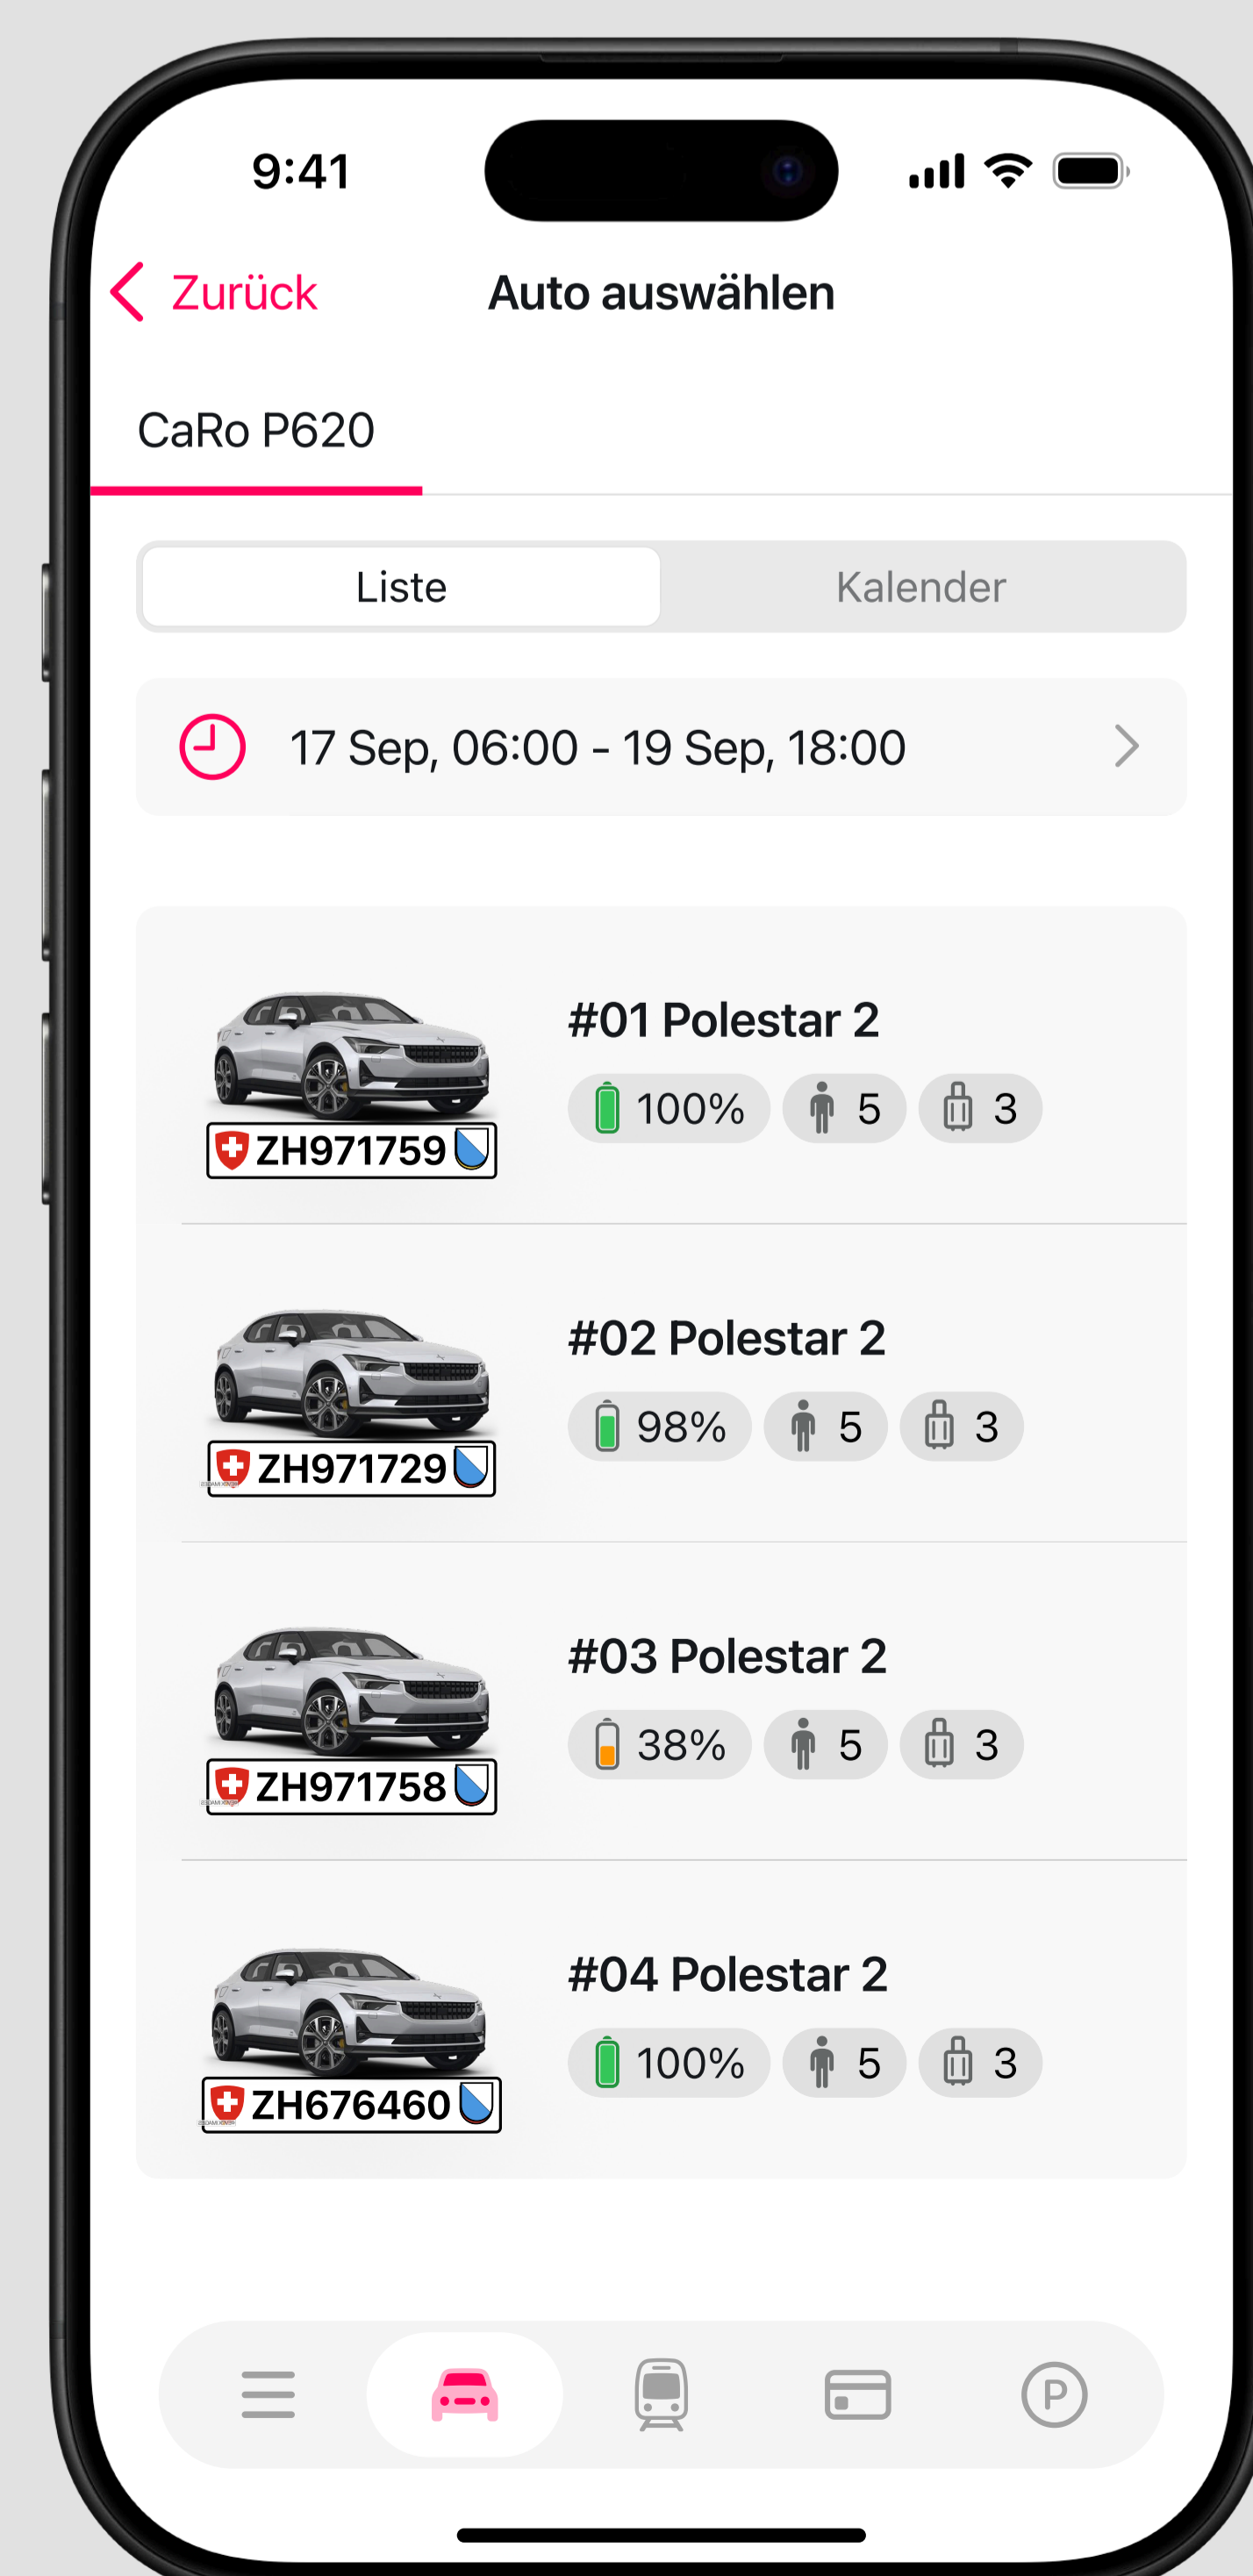 9:41
Zurück
Auto auswählen
CaRo P620
Liste
Kalender
17 Sep, 06:00 - 19 Sep, 18:00
#01 Polestar 2
100% 5 3
ZH971759
#02 Polestar 2
98% 5 3
ZH971729
#03 Polestar 2
38% 5 3
ZH971758
#04 Polestar 2
100% 5 3
ZH676460
P